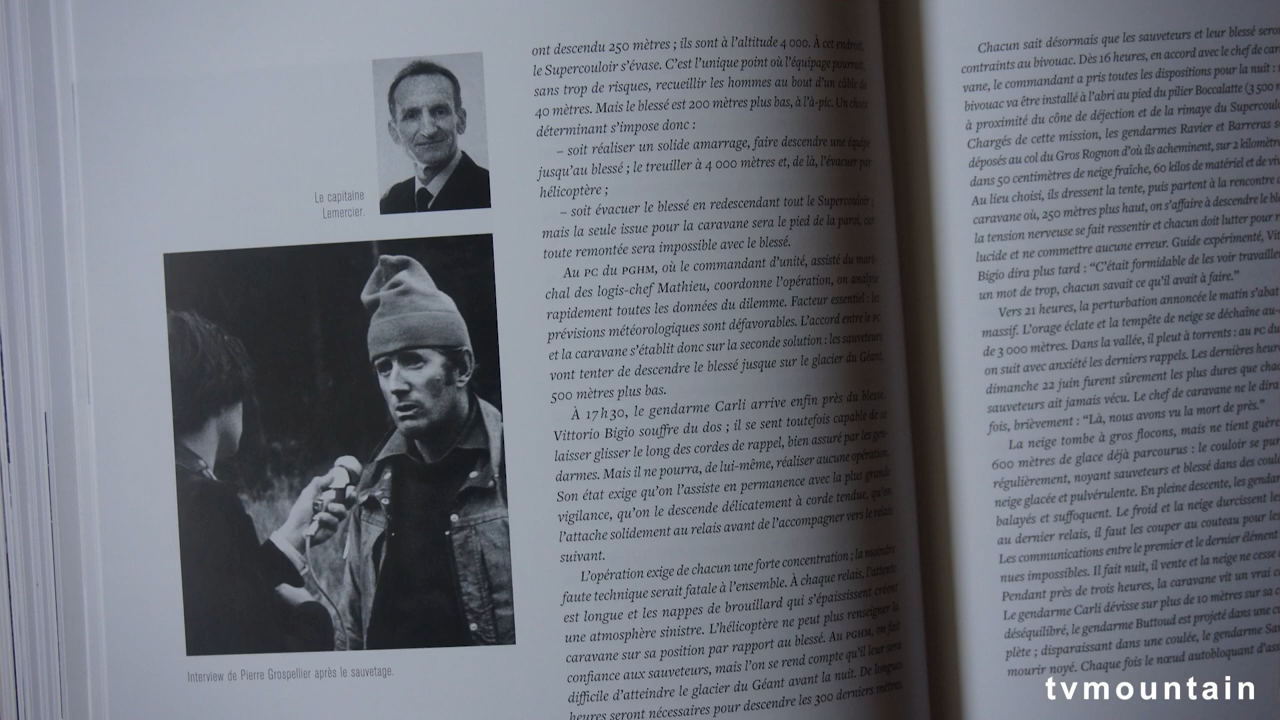 Le capitaine
Lemercier.
Interview de Pierre Grospellier après le sauvetage.
ont descendu 250 mètres ; ils sont à l'altitude 4 000. À cet endroit,
le Supercouloir s'évase. C'est l'unique point où l'équipage pourrait,
sans trop de risques, recueillir les hommes au bout d'un câble de
40 mètres. Mais le blessé est 200 mètres plus bas, à l'à-pic. Un choix
déterminant s'impose donc :
– soit réaliser un solide amarrage, faire descendre une équipe
jusqu'au blessé ; le treuiller à 4 000 mètres et, de là, l'évacuer par
hélicoptère ;
– soit évacuer le blessé en redescendant tout le Supercouloir ;
mais la seule issue pour la caravane sera le pied de la paroi, car
toute remontée sera impossible avec le blessé.
Au PC du PGHM, où le commandant d'unité, assisté du maré-
chal des logis-chef Mathieu, coordonne l'opération, on analyse
rapidement toutes les données du dilemme. Facteur essentiel : les
prévisions météorologiques sont défavorables. L'accord entre le PC
et la caravane s'établit donc sur la seconde solution : les sauveteurs
vont tenter de descendre le blessé jusque sur le glacier du Géant,
500 mètres plus bas.
À 17h30, le gendarme Carli arrive enfin près du blessé.
Vittorio Bigio souffre du dos ; il se sent toutefois capable de se
laisser glisser le long des cordes de rappel, bien assuré par les gen-
darmes. Mais il ne pourra, de lui-même, réaliser aucune opération.
Son état exige qu'on l'assiste en permanence avec la plus grande
vigilance, qu'on le descende délicatement à corde tendue, qu'on
l'attache solidement au relais avant de l'accompagner vers le relais
suivant.
L'opération exige de chacun une forte concentration ; la moindre
faute technique serait fatale à l'ensemble. À chaque relais, l'attente
est longue et les nappes de brouillard qui s'épaississent créent
une atmosphère sinistre. L'hélicoptère ne peut plus renseigner la
caravane sur sa position par rapport au blessé. Au PGHM, on fait
confiance aux sauveteurs, mais l'on se rend compte qu'il leur sera
difficile d'atteindre le glacier du Géant avant la nuit. De longues
heures seront nécessaires pour descendre les 300 derniers mètres.
Chacun sait désormais que les sauveteurs et leur blessé
contraints au bivouac. Dès 16 heures, en accord avec le chef de cara-
vane, le commandant a pris toutes les dispositions pour la nuit :
bivouac va être installé à l'abri au pied du pilier Boccalatte (3 500
à proximité du cône de déjection et de la rimaye du
Chargés de cette mission, les gendarmes Ravier et Barreras
déposés au col du Gros Rognon d'où ils acheminent, sur 2
dans 50 centimètres de neige fraîche, 60 kilos de matériel et de
Au lieu choisi, ils dressent la tente, puis partent à la rencontre
caravane où, 250 mètres plus haut, on s'affaire à descendre le
la tension nerveuse se fait ressentir et chacun doit lutter pour
lucide et ne commettre aucune erreur. Guide expérimenté,
Bigio dira plus tard : “C'était formidable de les voir
un mot de trop, chacun savait ce qu'il avait à faire.”
Vers 21 heures, la perturbation annoncée le matin s'abat
massif. L'orage éclate et la tempête de neige se déchaîne
de 3 000 mètres. Dans la vallée, il pleut à torrents : au PC du
on suit avec anxiété les derniers rappels. Les dernières
dimanche 22 juin furent sûrement les plus dures que
sauveteurs ait jamais vécu. Le chef de caravane ne le dira
fois, brièvement : “Là, nous avons vu la mort de près.”
La neige tombe à gros flocons, mais ne tient
600 mètres de glace déjà parcourus : le couloir se
régulièrement, noyant sauveteurs et blessé dans des
neige glacée et pulvérulente. En pleine descente, les
balayés et suffoquent. Le froid et la neige durcissent
au dernier relais, il faut les couper au couteau pour
Les communications entre le premier et le dernier
nues impossibles. Il fait nuit, il vente et la neige ne cesse
Pendant près de trois heures, la caravane vit un vrai
Le gendarme Carli dévisse sur plus de 10 mètres sur sa
déséquilibré, le gendarme Buttoud est projeté dans une
plète ; disparaissant dans une coulée, le gendarme
mourir noyé. Chaque fois le nœud autobloquant
tvmountain